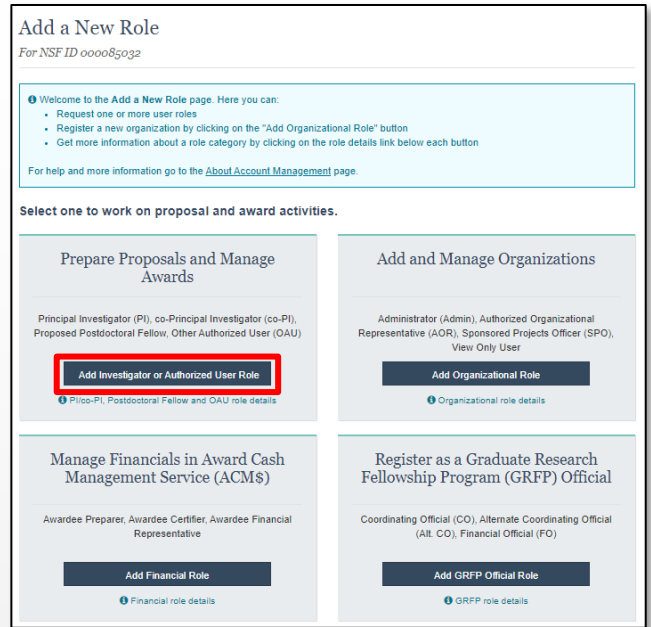 Add a New Role
For NSF ID 000085032
Welcome to the Add a New Role page. Here you can:
• Request one or more user roles
• Register a new organization by clicking on the "Add Organizational Role" button
• Get more information about a role category by clicking on the role details link below each button
For help and more information go to the About Account Management page.
Select one to work on proposal and award activities.
Prepare Proposals and Manage
Awards
Principal Investigator (PI), co-Principal Investigator (co-PI),
Proposed Postdoctoral Fellow, Other Authorized User (OAU)
Add Investigator or Authorized User Role
PI/co-PI, Postdoctoral Fellow and OAU role details
Add and Manage Organizations
Administrator (Admin), Authorized Organizational
Representative (AOR), Sponsored Projects Officer (SPO),
View Only User
Add Organizational Role
Organizational role details
Manage Financials in Award Cash
Management Service (ACM$)
Awardee Preparer, Awardee Certifier, Awardee Financial
Representative
Add Financial Role
Financial role details
Register as a Graduate Research
Fellowship Program (GRFP) Official
Coordinating Official (CO), Alternate Coordinating Official
(Alt. CO), Financial Official (FO)
Add GRFP Official Role
GRFP role details